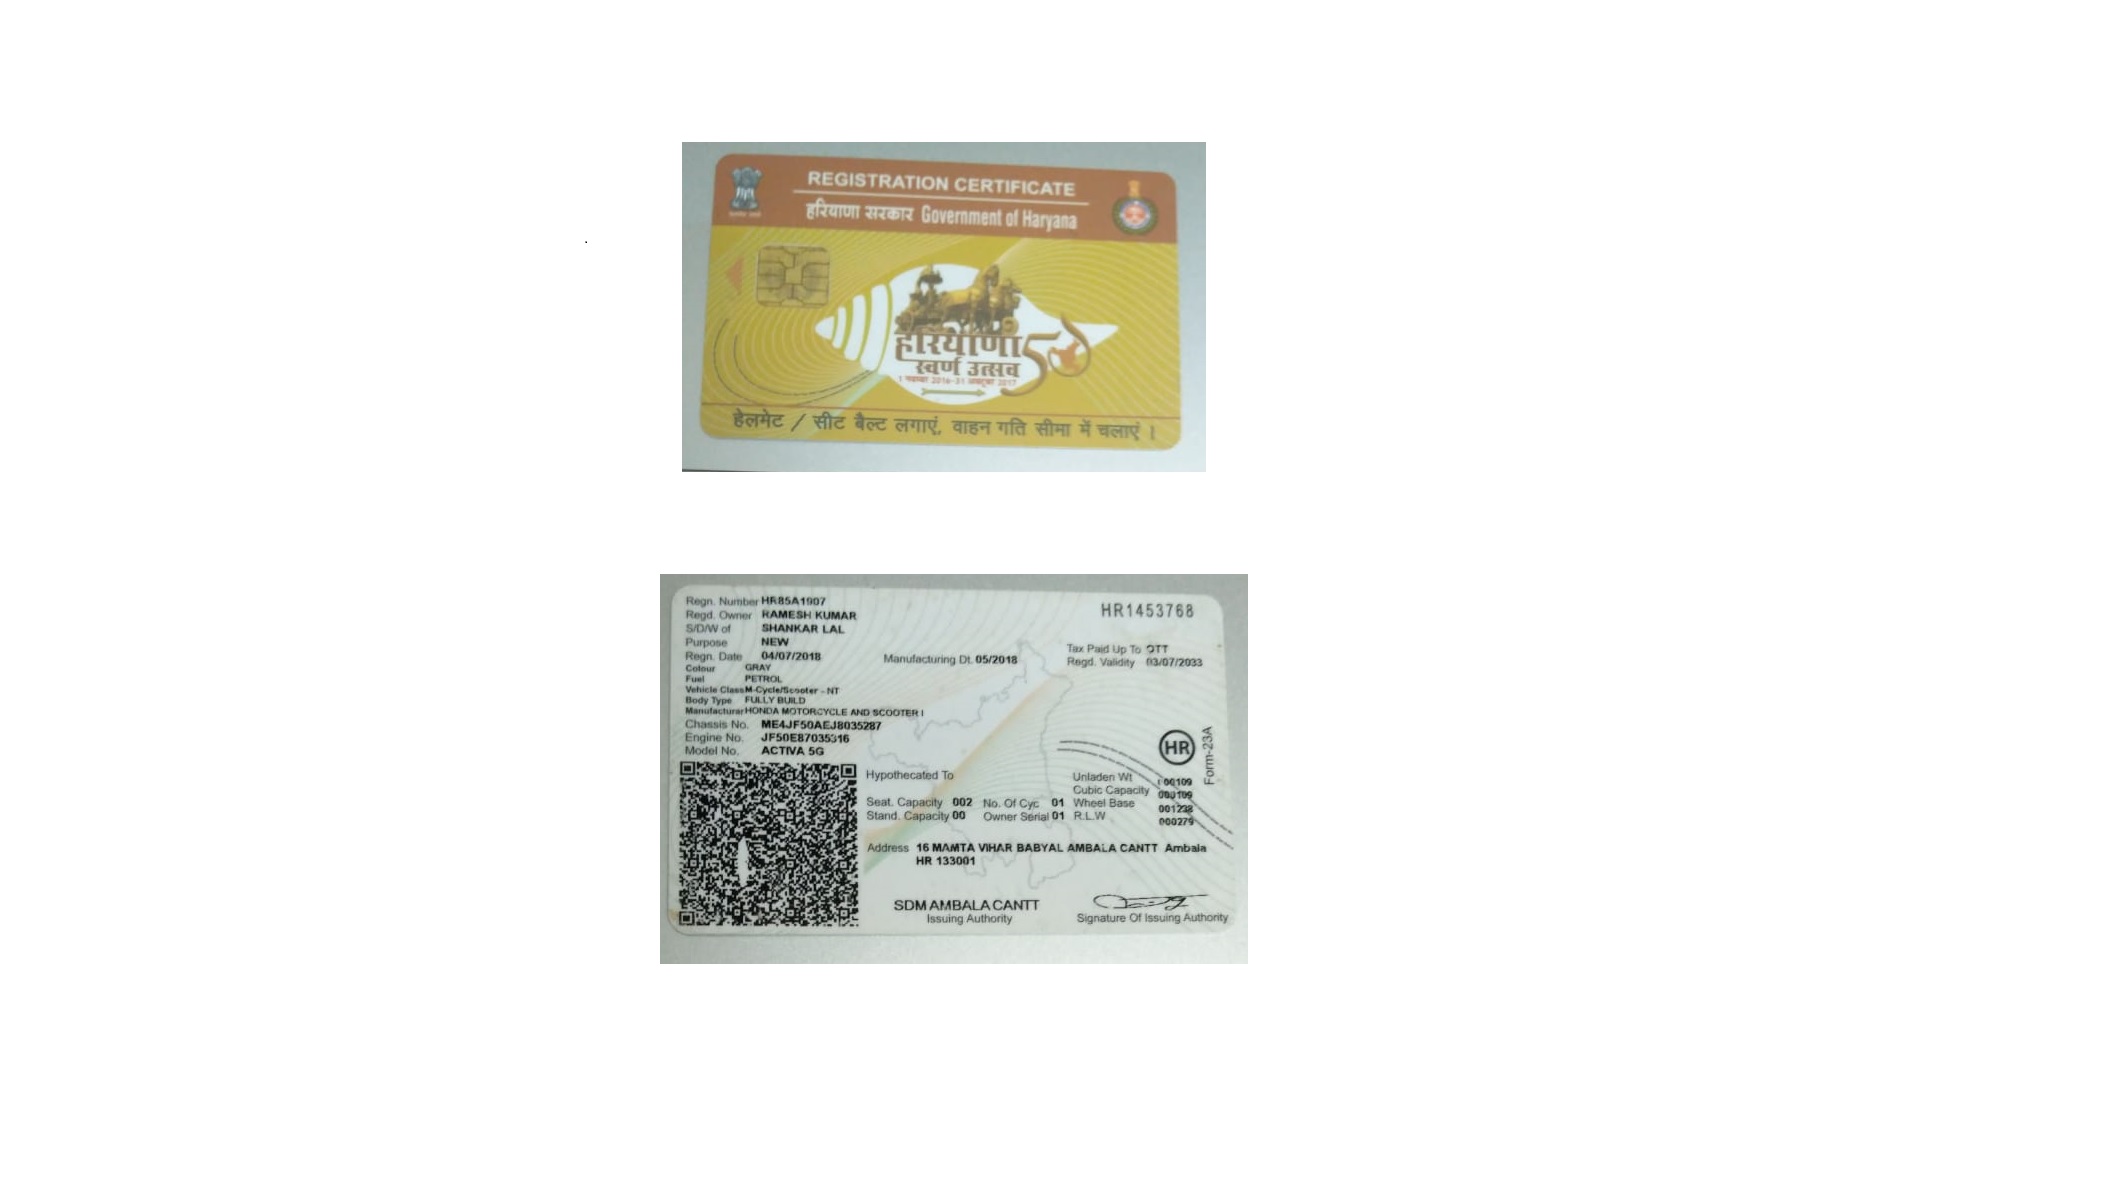 REGISTRATION CERTIFICATE
हरियाणा सरकार Government of Haryana
हरियाणा 50
स्वर्ण उत्सव
1 नवम्बर 2016-31 अक्टूबर 2017
हेलमेट / सीट बैल्ट लगाएं, वाहन गति सीमा में चलाएं ।
Regn. Number HR85A1907
HR1453768
Regd. Owner RAMESH KUMAR
S/D/W of SHANKAR LAL
Purpose NEW
Regn. Date 04/07/2018 Manufacturing Dt. 05/2018
Tax Paid Up To OTT
Regd. Validity 03/07/2033
Colour GRAY
Fuel PETROL
Vehicle Class M-Cycle/Scooter - NT
Body Type FULLY BUILD
Manufacturar HONDA MOTORCYCLE AND SCOOTER I
Chassis No. ME4JF50AEJ8035287
Engine No. JF50E87035316
Model No. ACTIVA 5G
HR
Form-23A
Hypothecated To
Unladen Wt 00109
Cubic Capacity 000109
Seat. Capacity 002 No. Of Cyc 01 Wheel Base 001238
Stand. Capacity 00 Owner Serial 01 R.L.W 000279
Address 16 MAMTA VIHAR BABYAL AMBALA CANTT Ambala
HR 133001
SDM AMBALA CANTT
Issuing Authority
Signature Of Issuing Authority